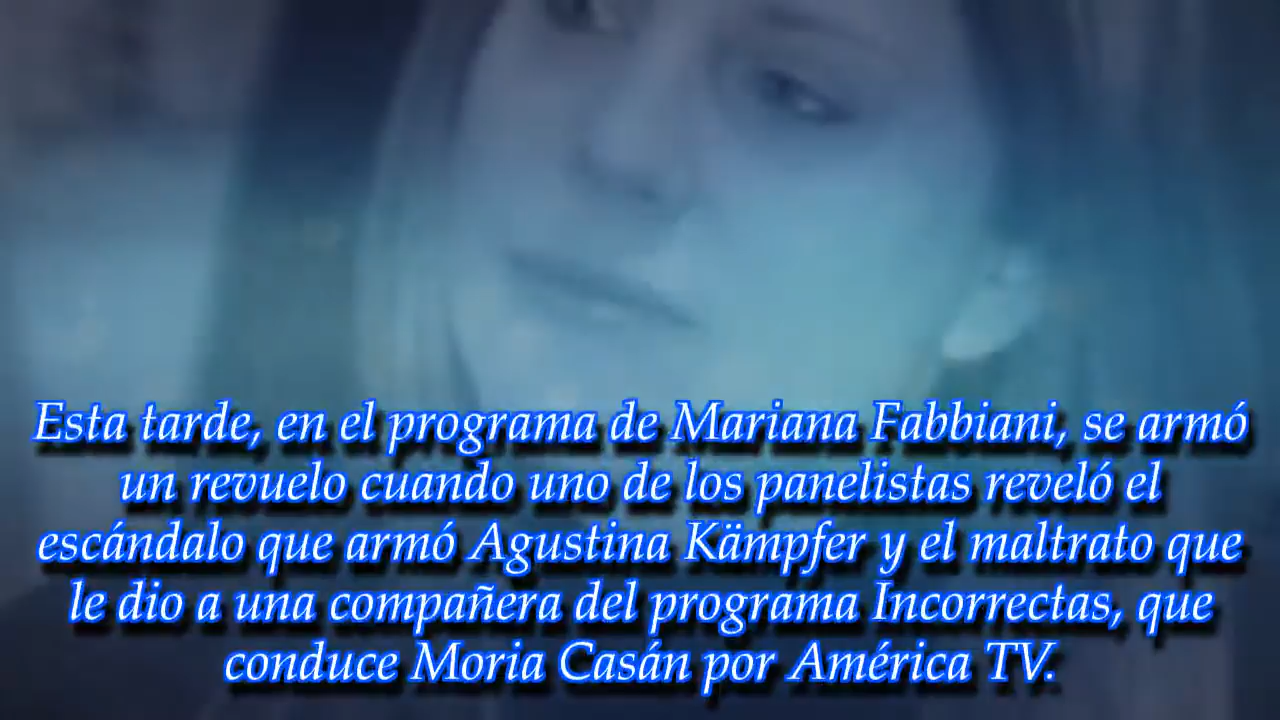 Esta tarde, en el programa de Mariana Fabbiani, se armó
un revuelo cuando uno de los panelistas reveló el
escándalo que armó Agustina Kämpfer y el maltrato que
le dio a una compañera del programa Incorrectas, que
conduce Moria Casán por América TV.